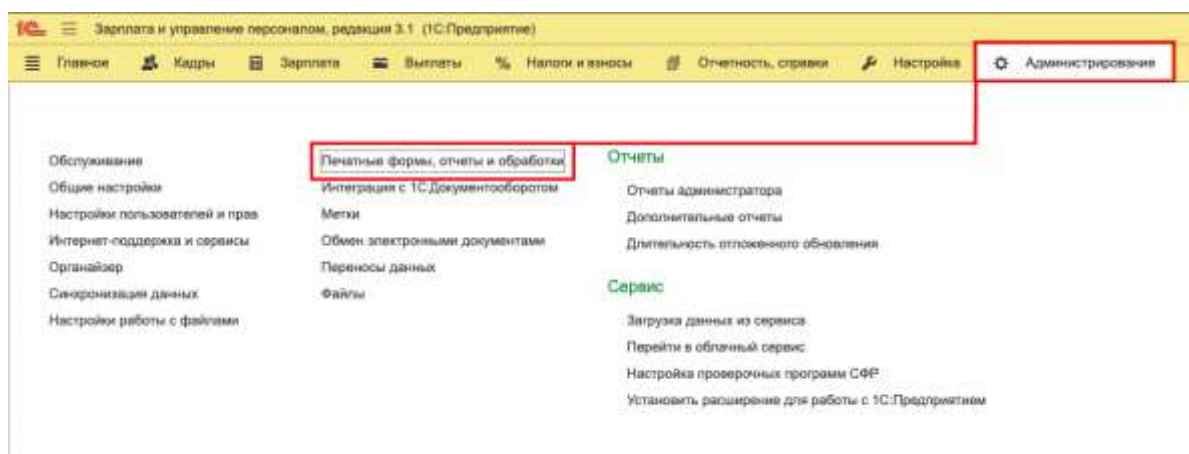 1С Зарплата и управление персоналом, редакция 3.1 (1С:Предприятие)
Главное Кадры Зарплата Выплаты % Налоги и взносы Отчетность, справки Настройка Администрирование
Обслуживание
Общие настройки
Настройки пользователей и прав
Интернет-поддержка и сервисы
Органайзер
Синхронизация данных
Настройки работы с файлами
Печатные формы, отчеты и обработки
Интеграция с 1С:Документооборотом
Метки
Обмен электронными документами
Переносы данных
Файлы
Отчеты
Отчеты администратора
Дополнительные отчеты
Длительность отложенного обновления
Сервис
Загрузка данных из сервиса
Перейти в облачный сервис
Настройка проверочных программ СФР
Установить расширение для работы с 1С:Предприятием